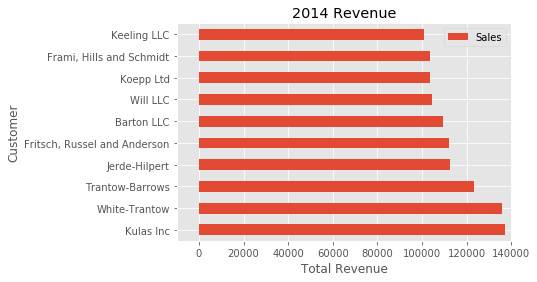 2014 Revenue
Sales
Customer
Keeling LLC
Frami, Hills and Schmidt
Koepp Ltd
Will LLC
Barton LLC
Fritsch, Russel and Anderson
Jerde-Hilpert
Trantow-Barrows
White-Trantow
Kulas Inc
0 20000 40000 60000 80000 100000 120000 140000
Total Revenue